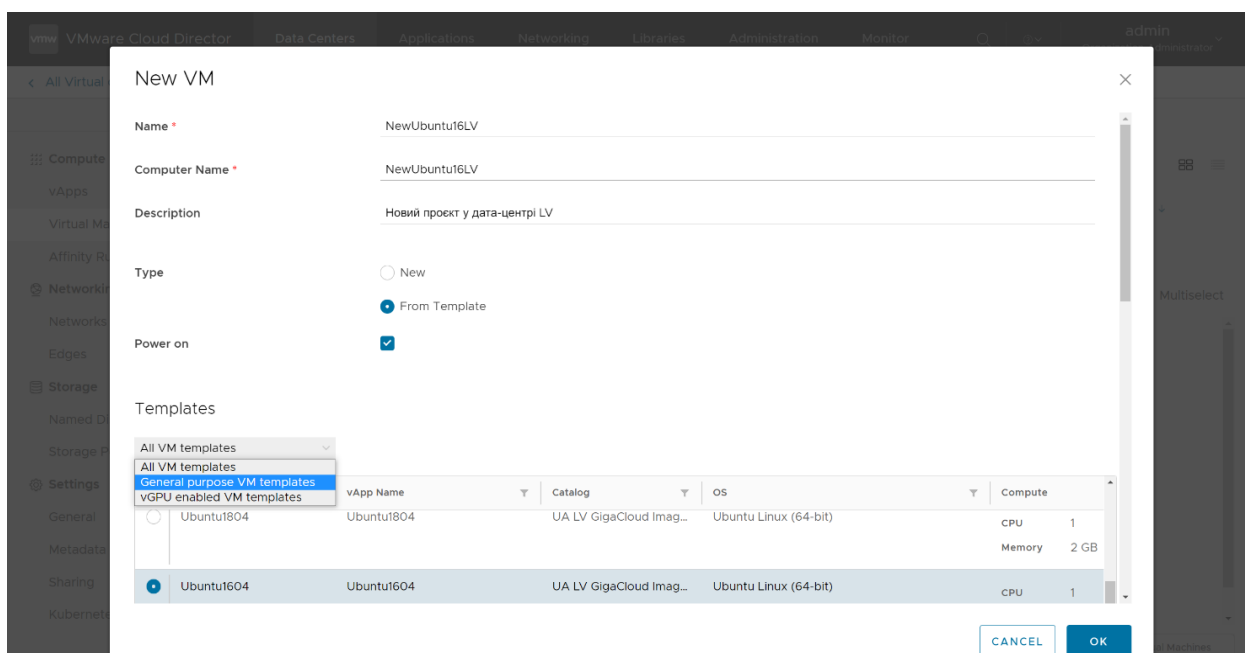 vmw VMware Cloud Director Data Centers Applications Networking Libraries Administration Monitor admin
All Virtual
New VM
Name * NewUbuntu16LV
Compute
Computer Name * NewUbuntu16LV
vApps
Description Новий проєкт у дата-центрі LV
Virtual Ma
Affinity Ru
Type New
Networkin
Multiselect
From Template
Networks
Power on
Edges
Storage
Templates
Named Di
All VM templates
Storage P
All VM templates
General purpose VM templates
Settings
vGPU enabled VM templates
vApp Name Catalog OS Compute
General
Ubuntu1804 Ubuntu1804 UA LV GigaCloud Imag... Ubuntu Linux (64-bit) CPU 1
Metadata
Memory 2 GB
Sharing
Ubuntu1604 Ubuntu1604 UA LV GigaCloud Imag... Ubuntu Linux (64-bit) CPU 1
Kubernete
CANCEL OK